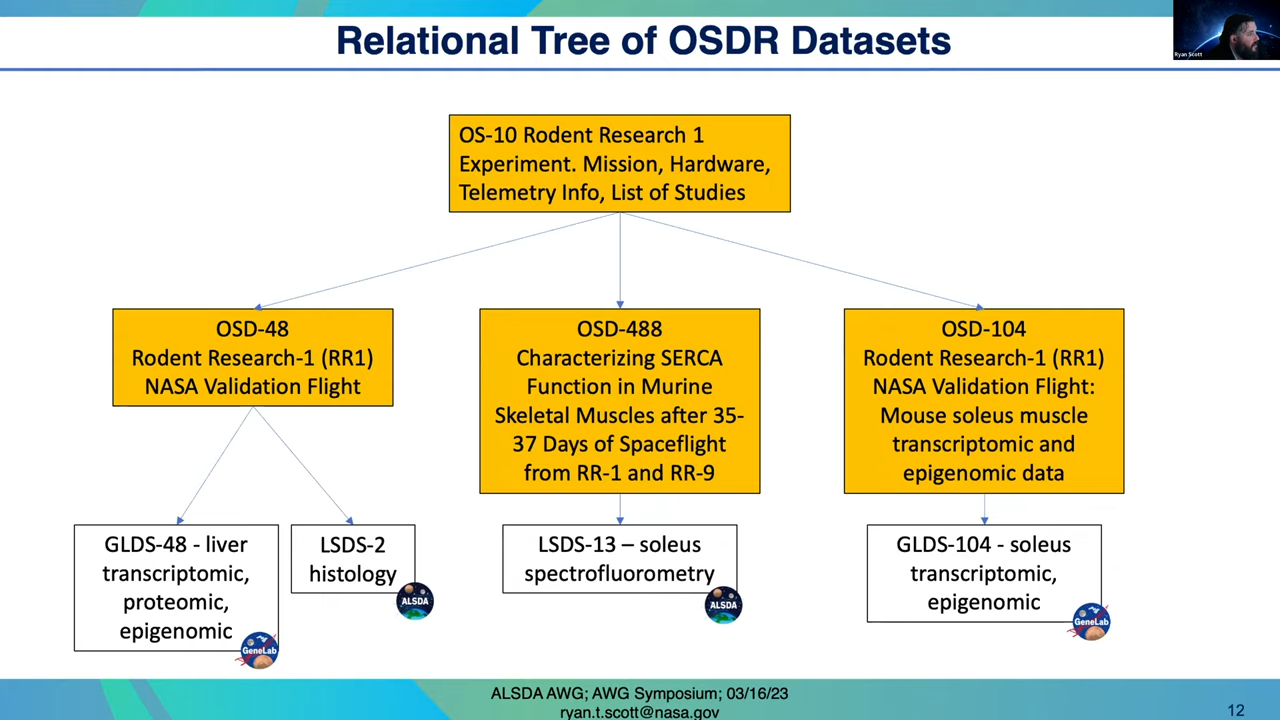 Relational Tree of OSDR Datasets
Ryan Scott
OS-10 Rodent Research 1
Experiment. Mission, Hardware,
Telemetry Info, List of Studies
OSD-48
Rodent Research-1 (RR1)
NASA Validation Flight
OSD-488
Characterizing SERCA
Function in Murine
Skeletal Muscles after 35-
37 Days of Spaceflight
from RR-1 and RR-9
OSD-104
Rodent Research-1 (RR1)
NASA Validation Flight:
Mouse soleus muscle
transcriptomic and
epigenomic data
GLDS-48 - liver
transcriptomic,
proteomic,
epigenomic
GeneLab
LSDS-2
histology
ALSDA
LSDS-13 – soleus
spectrofluorometry
ALSDA
GLDS-104 - soleus
transcriptomic,
epigenomic
GeneLab
ALSDA AWG; AWG Symposium; 03/16/23
ryan.t.scott@nasa.gov
12